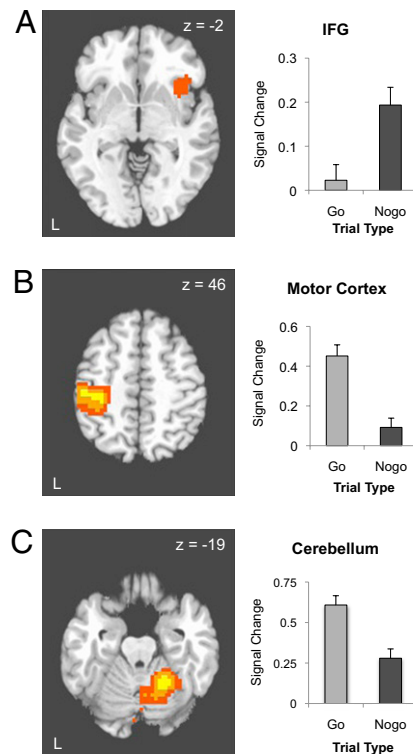 A
z = -2
L
IFG
Signal Change
0.3
0.2
0.1
0
Go Nogo
Trial Type
B
z = 46
L
Motor Cortex
Signal Change
0.6
0.4
0.2
0
Go Nogo
Trial Type
C
z = -19
L
Cerebellum
Signal Change
0.75
0.5
0.25
0
Go Nogo
Trial Type